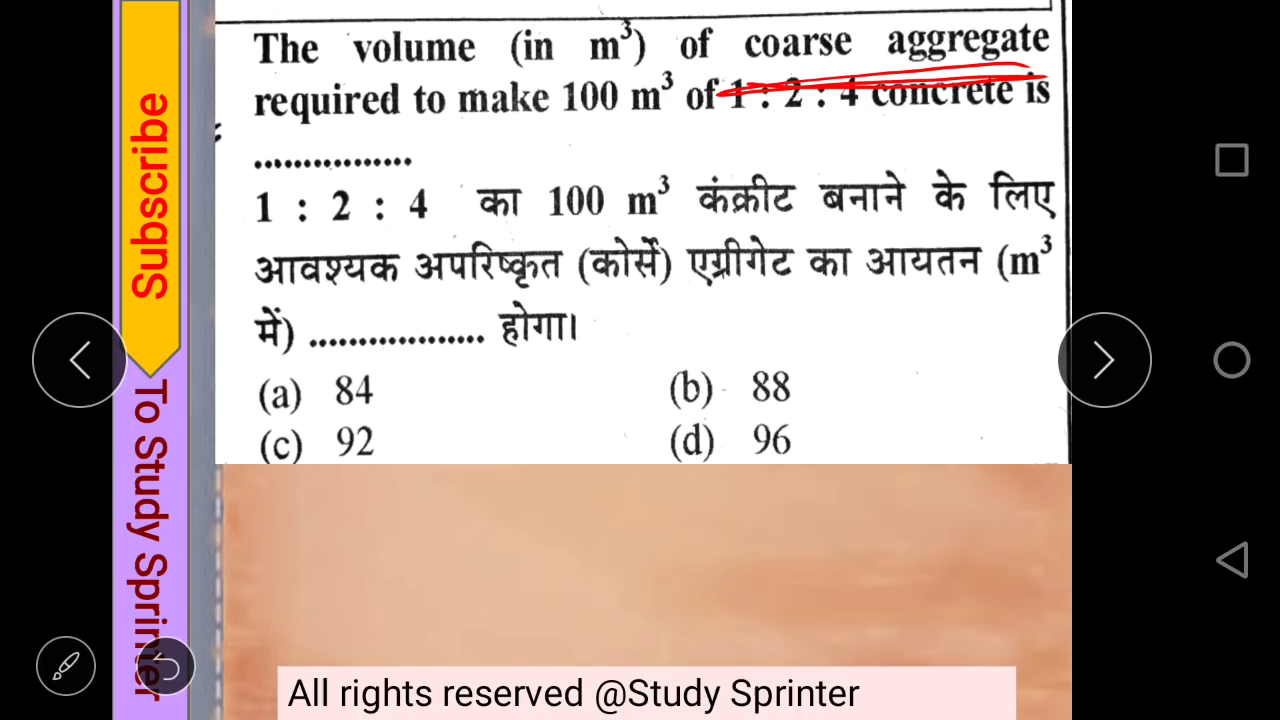 Subscribe
To Study Sprinter
The volume (in m³) of coarse aggregate
required to make 100 m³ of 1 : 2 : 4 concrete is
................
1 : 2 : 4 का 100 m³ कंक्रीट बनाने के लिए
आवश्यक अपरिष्कृत (कोर्से) एग्रीगेट का आयतन (m³
में) .................. होगा।
(a) 84 (b) 88
(c) 92 (d) 96
All rights reserved @Study Sprinter